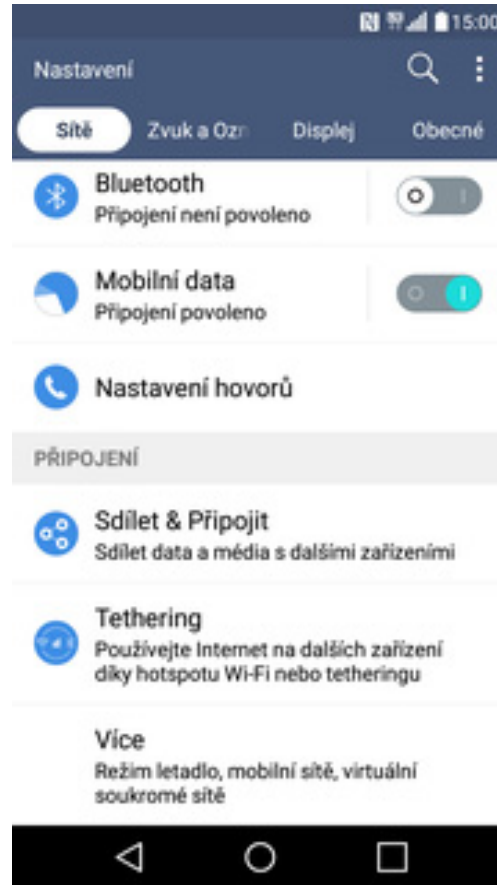 15:00
Nastavení
Sítě Zvuk a Ozn Displej Obecné
Bluetooth
Připojení není povoleno
Mobilní data
Připojení povoleno
Nastavení hovorů
PŘIPOJENÍ
Sdílet & Připojit
Sdílet data a média s dalšími zařízeními
Tethering
Používejte Internet na dalších zařízení
díky hotspotu Wi-Fi nebo tetheringu
Více
Režim letadlo, mobilní sítě, virtuální
soukromé sítě